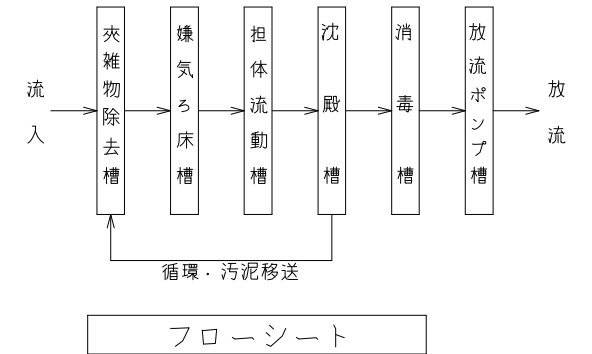 流入
夾雑物除去槽
嫌気ろ床槽
担体流動槽
沈殿槽
消毒槽
放流ポンプ槽
放流
循環・汚泥移送
フローシート